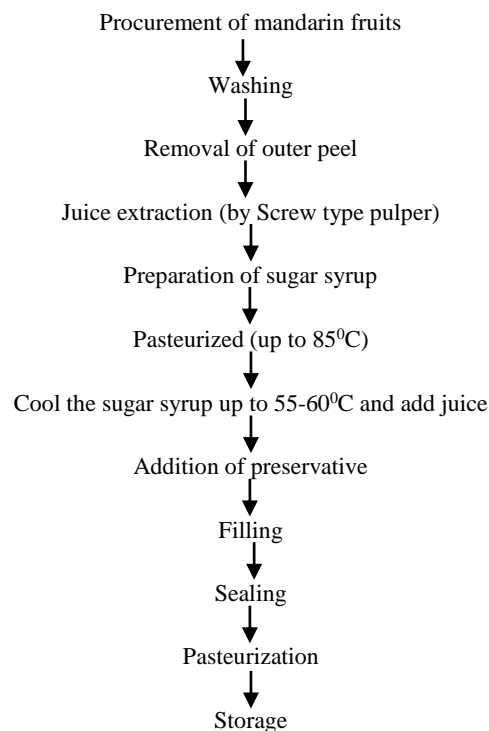 Procurement of mandarin fruits
Washing
Removal of outer peel
Juice extraction (by Screw type pulper)
Preparation of sugar syrup
Pasteurized (up to 85⁰C)
Cool the sugar syrup up to 55-60⁰C and add juice
Addition of preservative
Filling
Sealing
Pasteurization
Storage